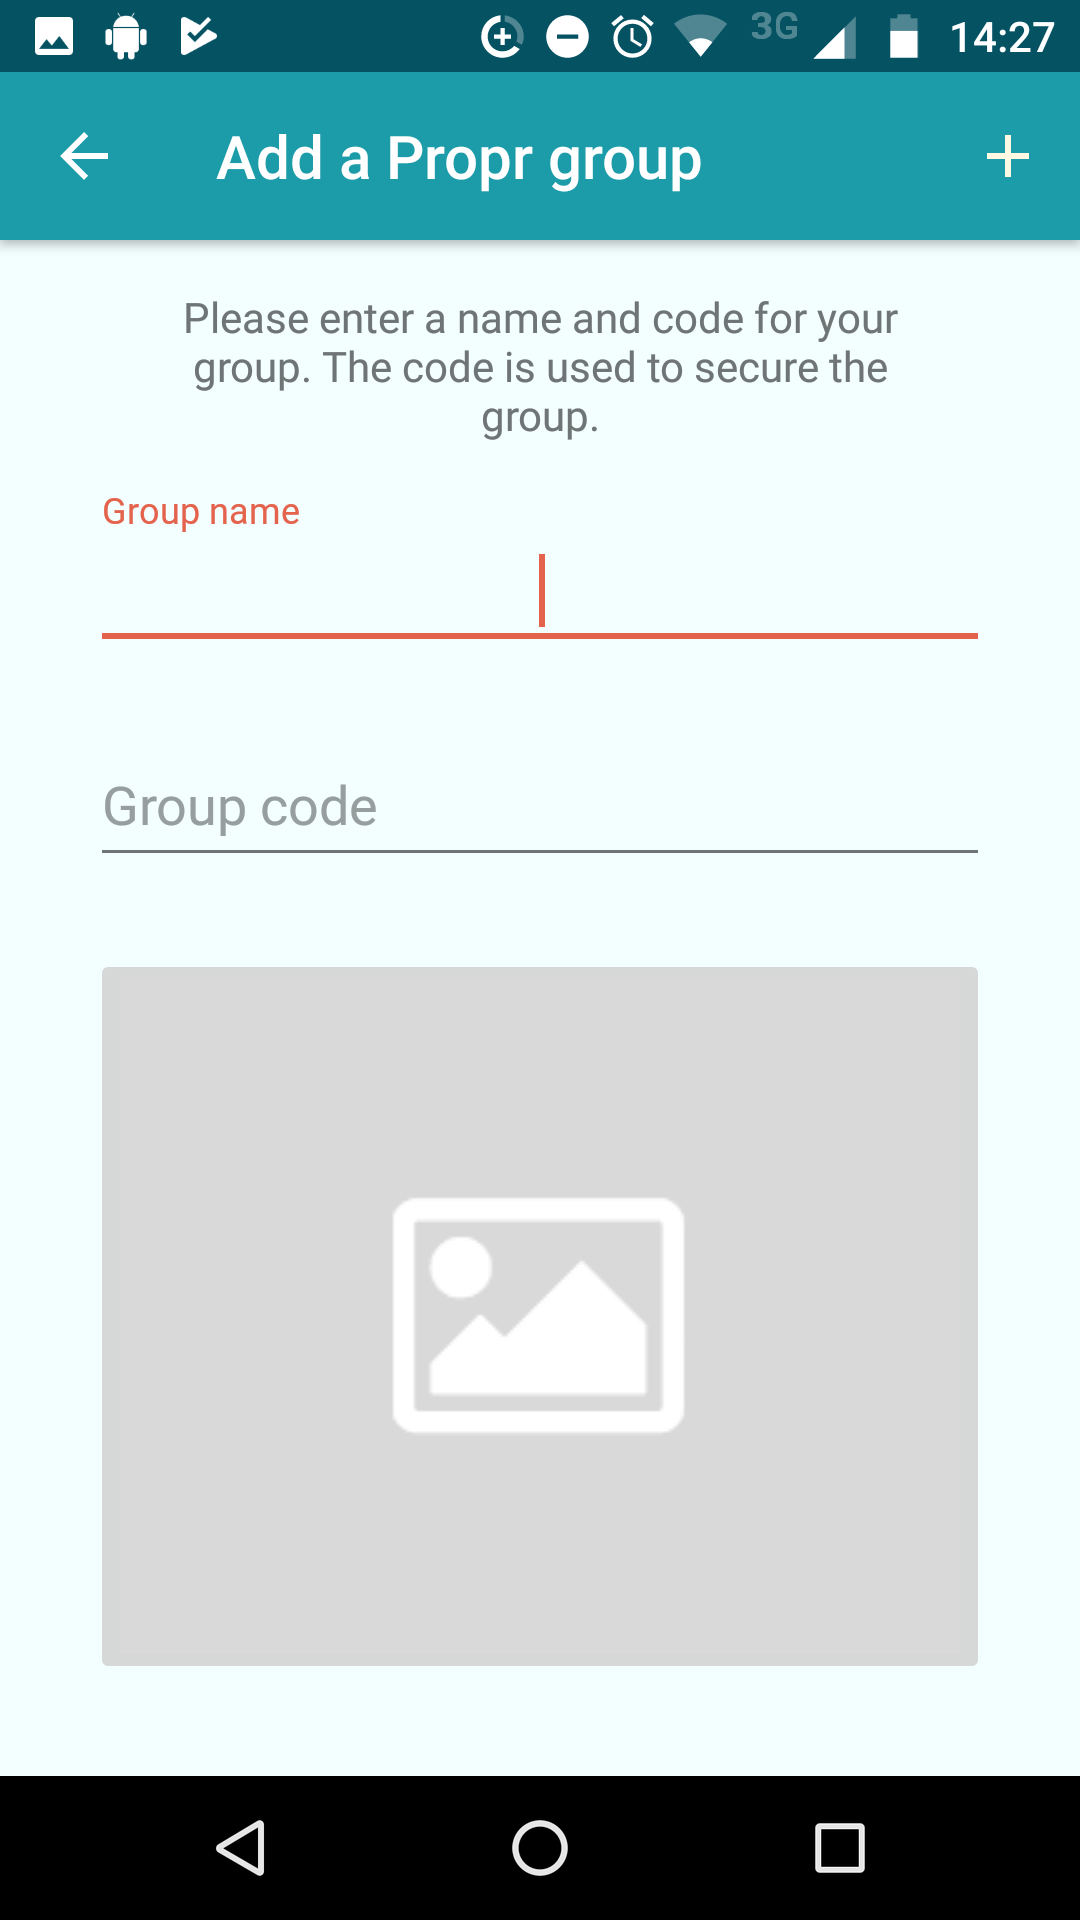 3G 14:27
Add a Propr group
Please enter a name and code for your
group. The code is used to secure the
group.
Group name
Group code